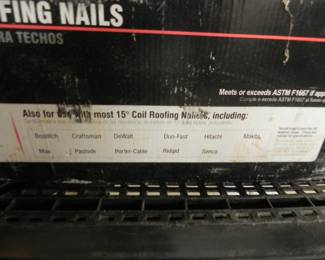 FING NAILS
RA TECHOS
Meets or exceeds ASTM F1667 if app
Also for use with most 15° Coil Roofing Nailers, including:
Bostitch Craftsman DeWalt Duo-Fast Hitachi Makita
Max Paslode Porter-Cable Ridgid Senco